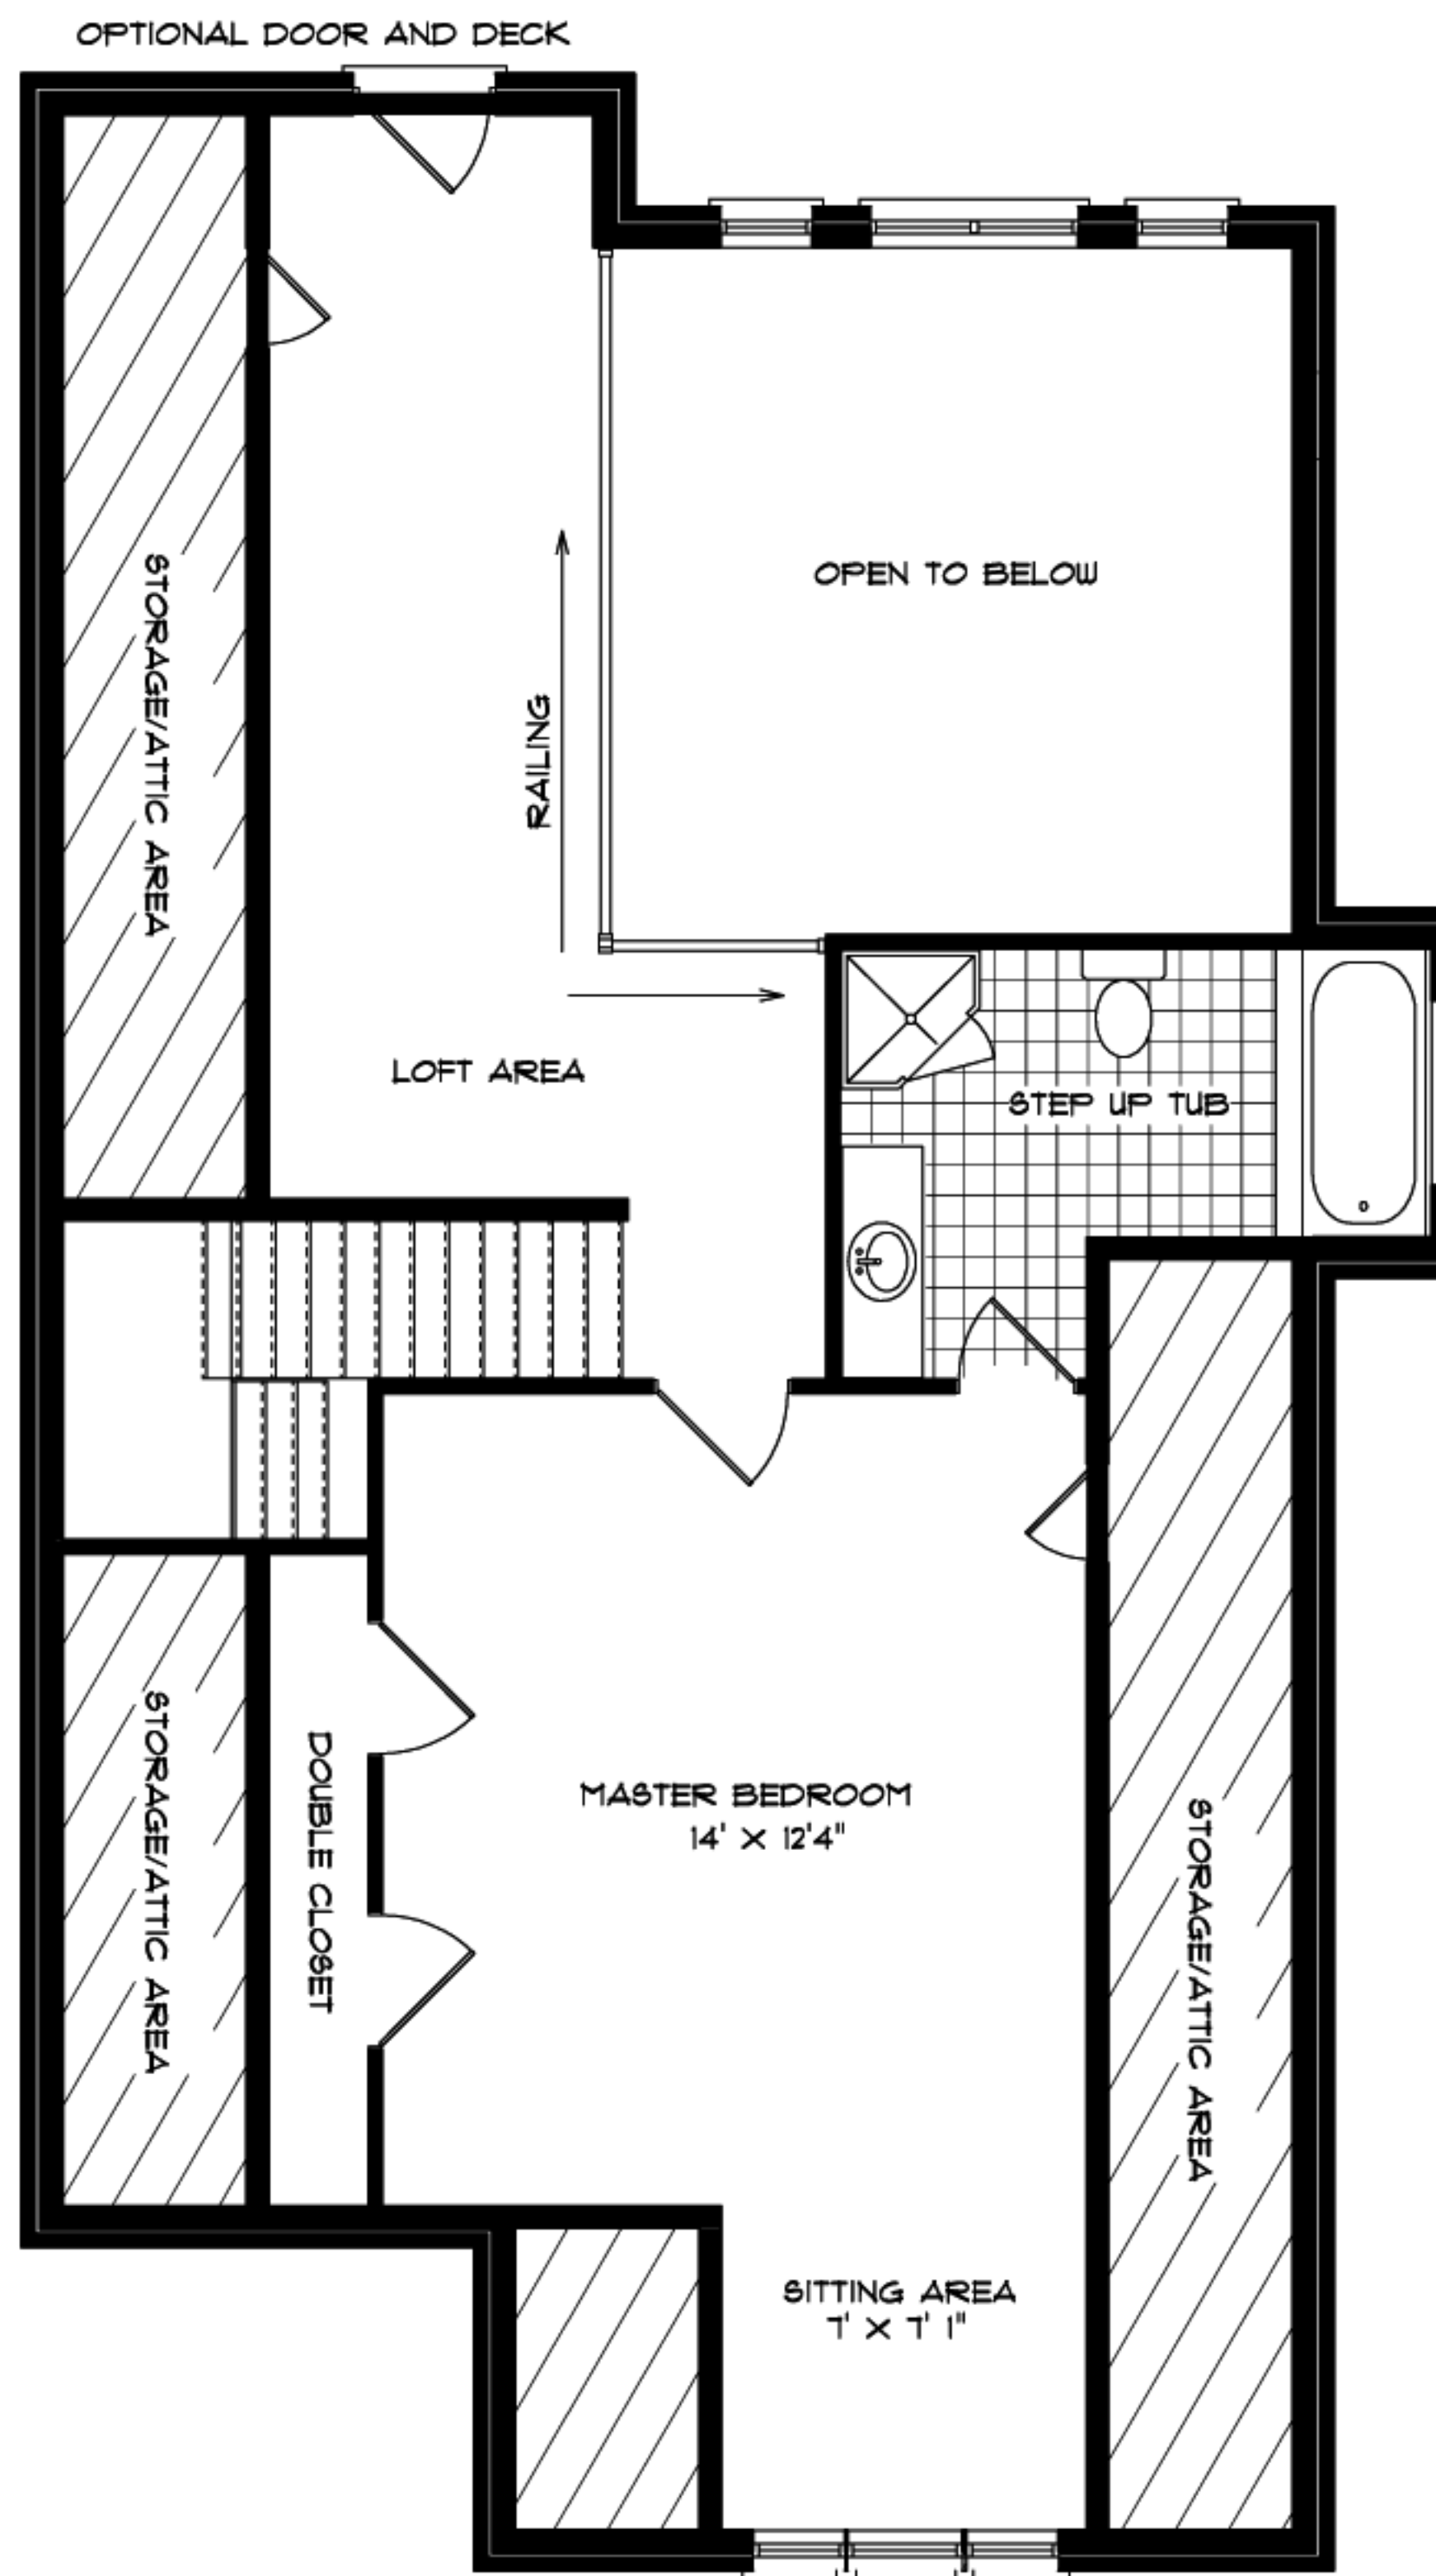 OPTIONAL DOOR AND DECK
STORAGE/ATTIC AREA
OPEN TO BELOW
RAILING
LOFT AREA
STEP UP TUB
STORAGE/ATTIC AREA
DOUBLE CLOSET
MASTER BEDROOM
14' X 12'4"
STORAGE/ATTIC AREA
SITTING AREA
7' X 7' 1"